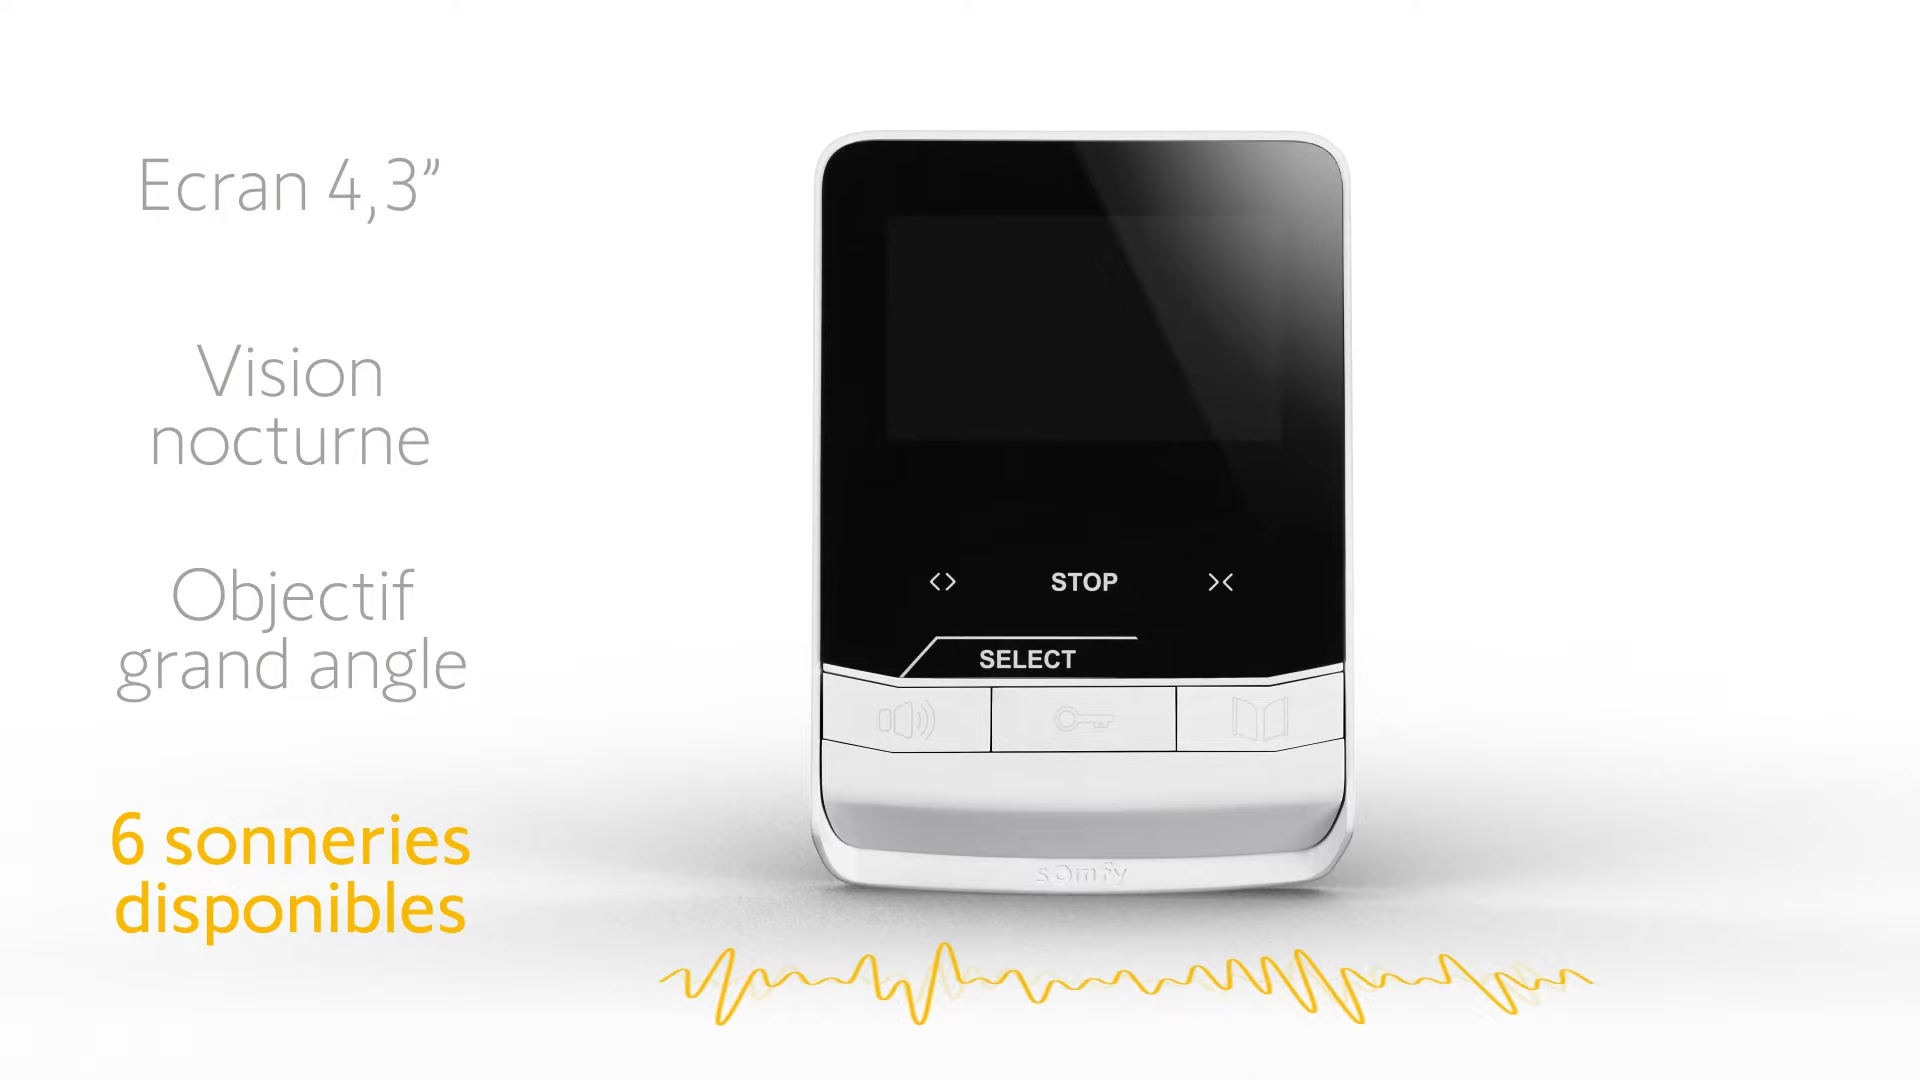 Ecran 4,3”
Vision
nocturne
Objectif
grand angle
6 sonneries
disponibles
<> STOP ><
SELECT
somfy